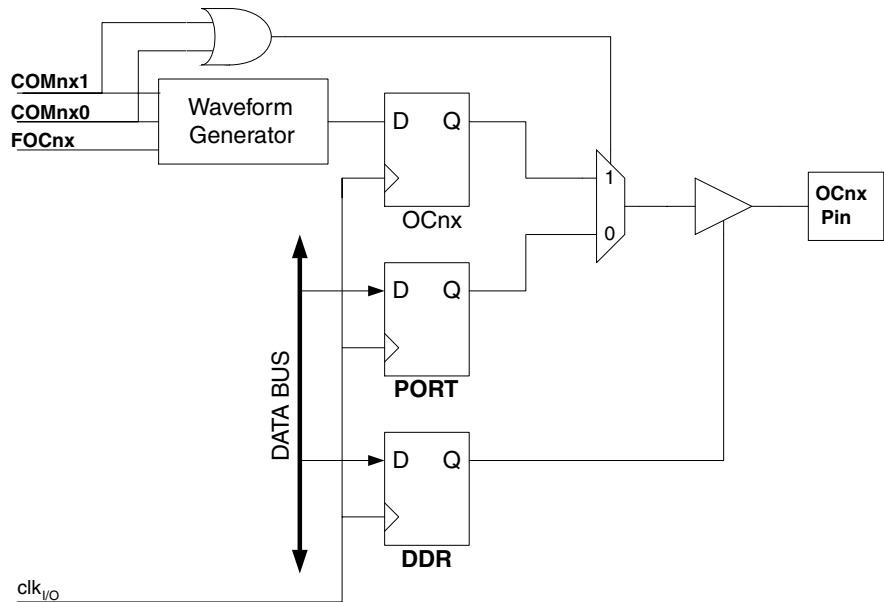 COMnx1
COMnx0
FOCnx
Waveform
Generator
D Q
OCnx
1
0
OCnx
Pin
D Q
PORT
DATA BUS
D Q
DDR
clkI/O